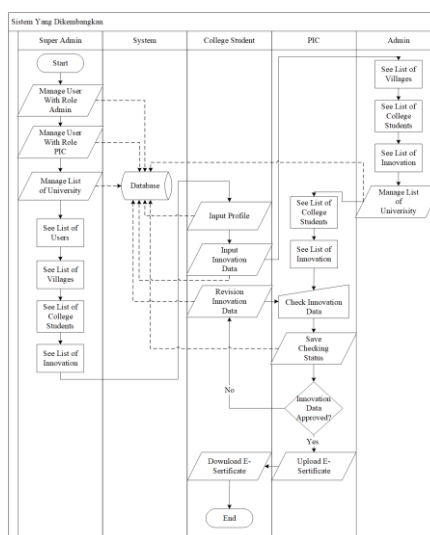 Sistem Yang Dikembangkan
Super Admin
System
College Student
PIC
Admin
Start
Manage User
With Role
Admin
Manage User
With Role
PIC
Manage List
of University
See List of
Users
See List of
Villages
See List of
College
Students
See List of
Innovation
Database
Input Profile
Input
Innovation
Data
Revision
Innovation
Data
No
Download E-
Sertificate
End
See List of
College
Students
See List of
Innovation
Check Innovation
Data
Save
Checking
Status
Innovation
Data
Approved?
Yes
Upload E-
Sertificate
See List of
Villages
See List of
College
Students
See List of
Innovation
Manage List
of
Univerisity